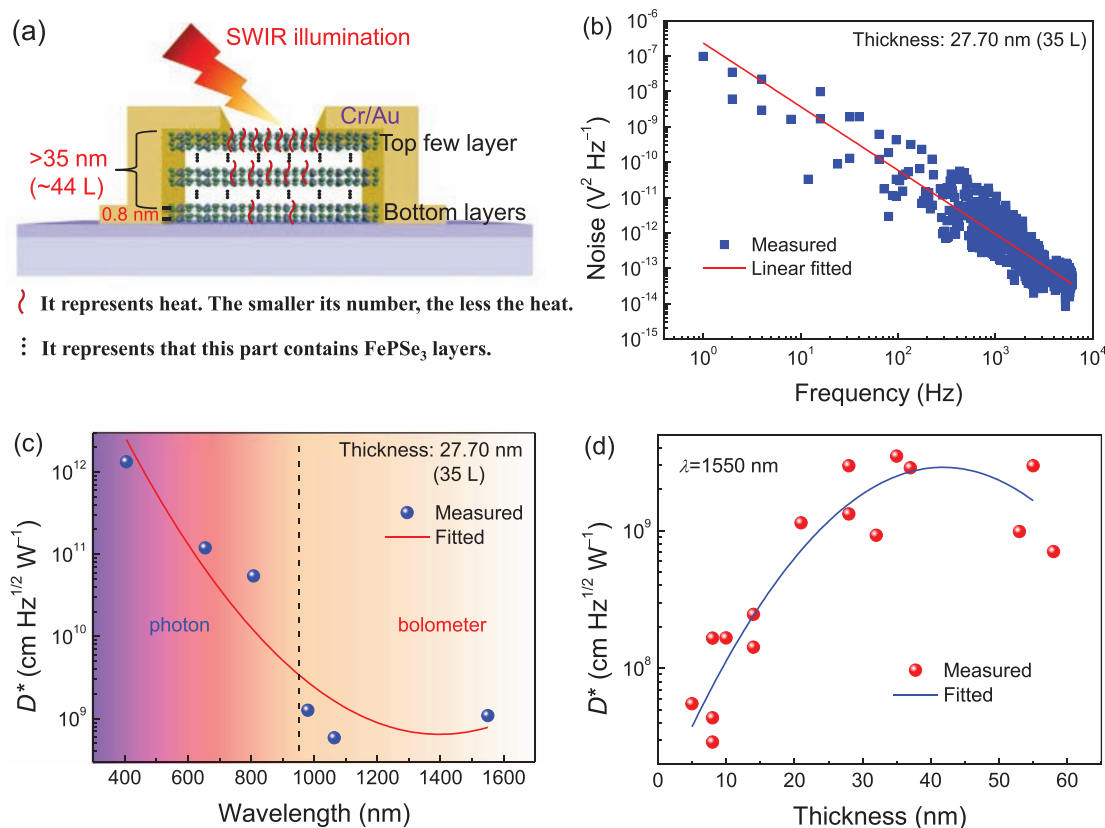 (a)
SWIR illumination
Cr/Au
Top few layer
>35 nm
(~44 L)
0.8 nm
Bottom layers
It represents heat. The smaller its number, the less the heat.
It represents that this part contains FePSe₃ layers.
(b)
Thickness: 27.70 nm (35 L)
Noise (V² Hz⁻¹)
10⁻⁶
10⁻⁷
10⁻⁸
10⁻⁹
10⁻¹⁰
10⁻¹¹
10⁻¹²
10⁻¹³
10⁻¹⁴
10⁻¹⁵
Measured
Linear fitted
10⁰ 10¹ 10² 10³ 10⁴
Frequency (Hz)
(c)
Thickness: 27.70 nm
(35 L)
Measured
Fitted
D* (cm Hz^1/2 W⁻¹)
10¹²
10¹¹
10¹⁰
10⁹
photon
bolometer
400 600 800 1000 1200 1400 1600
Wavelength (nm)
(d)
λ=1550 nm
D* (cm Hz^1/2 W⁻¹)
10⁹
10⁸
Measured
Fitted
0 10 20 30 40 50 60
Thickness (nm)